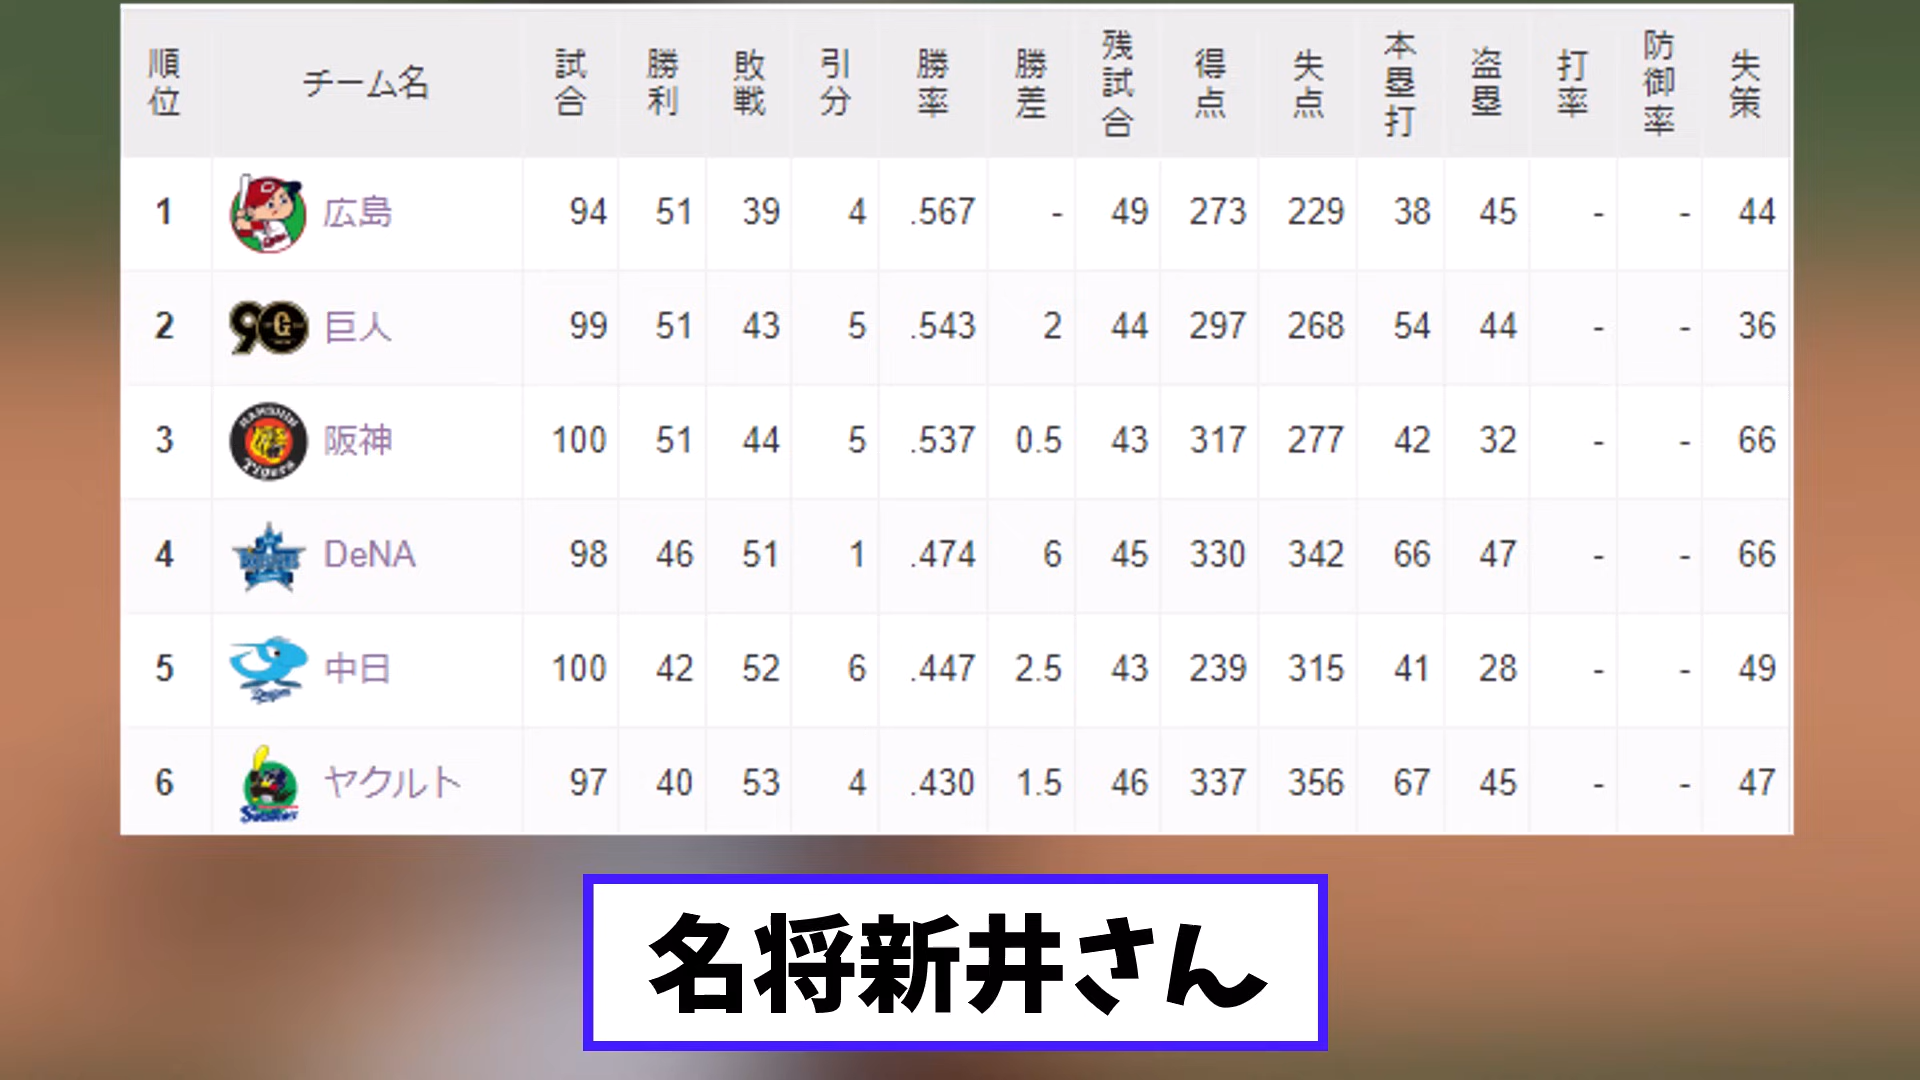 順位 チーム名 試合 勝利 敗戦 引分 勝率 勝差 残試合 得点 失点 本塁打 盗塁 打率 防御率 失策
1 広島 94 51 39 4 .567 - 49 273 229 38 45 - - 44
2 90 G 巨人 99 51 43 5 .543 2 44 297 268 54 44 - - 36
3 HANSHIN Tigers 阪神 100 51 44 5 .537 0.5 43 317 277 42 32 - - 66
4 DeNA 98 46 51 1 .474 6 45 330 342 66 47 - - 66
5 中日 100 42 52 6 .447 2.5 43 239 315 41 28 - - 49
6 ヤクルト 97 40 53 4 .430 1.5 46 337 356 67 45 - - 47
名将新井さん